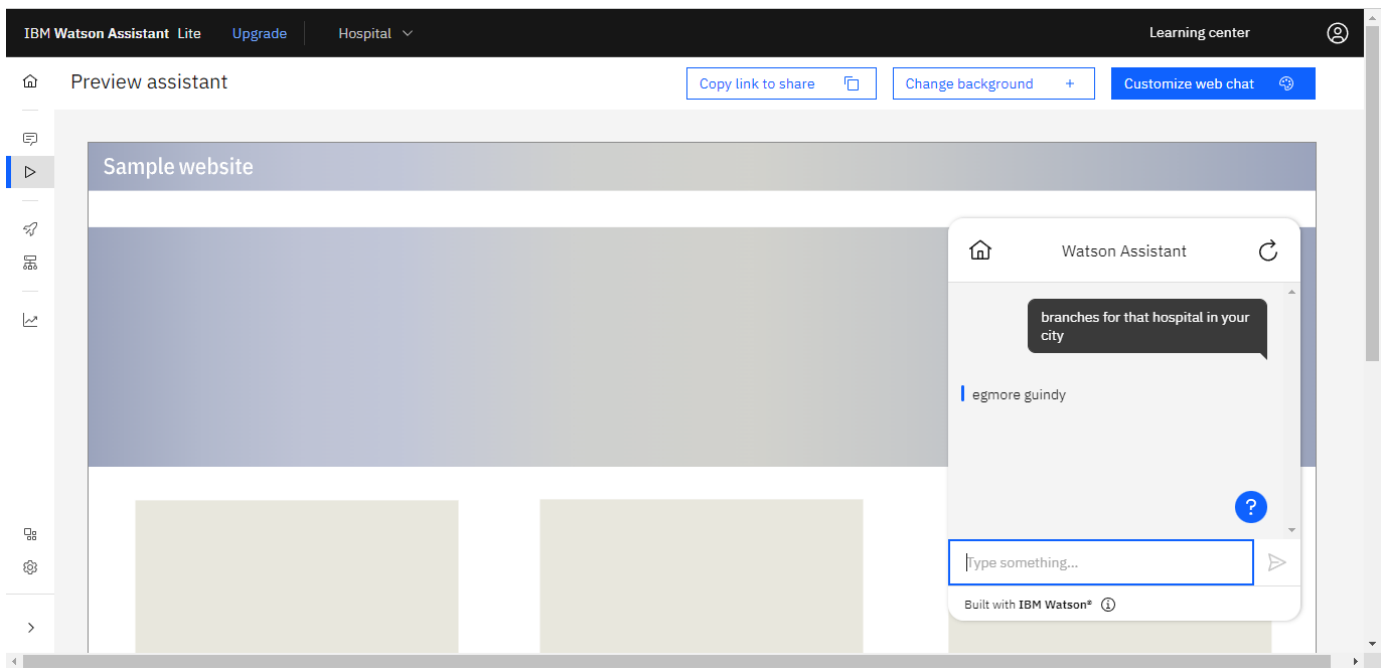 IBM Watson Assistant Lite Upgrade Hospital Learning center
Preview assistant Copy link to share Change background + Customize web chat
Sample website
Watson Assistant
branches for that hospital in your
city
egmore guindy
?
Type something...
Built with IBM Watson® i